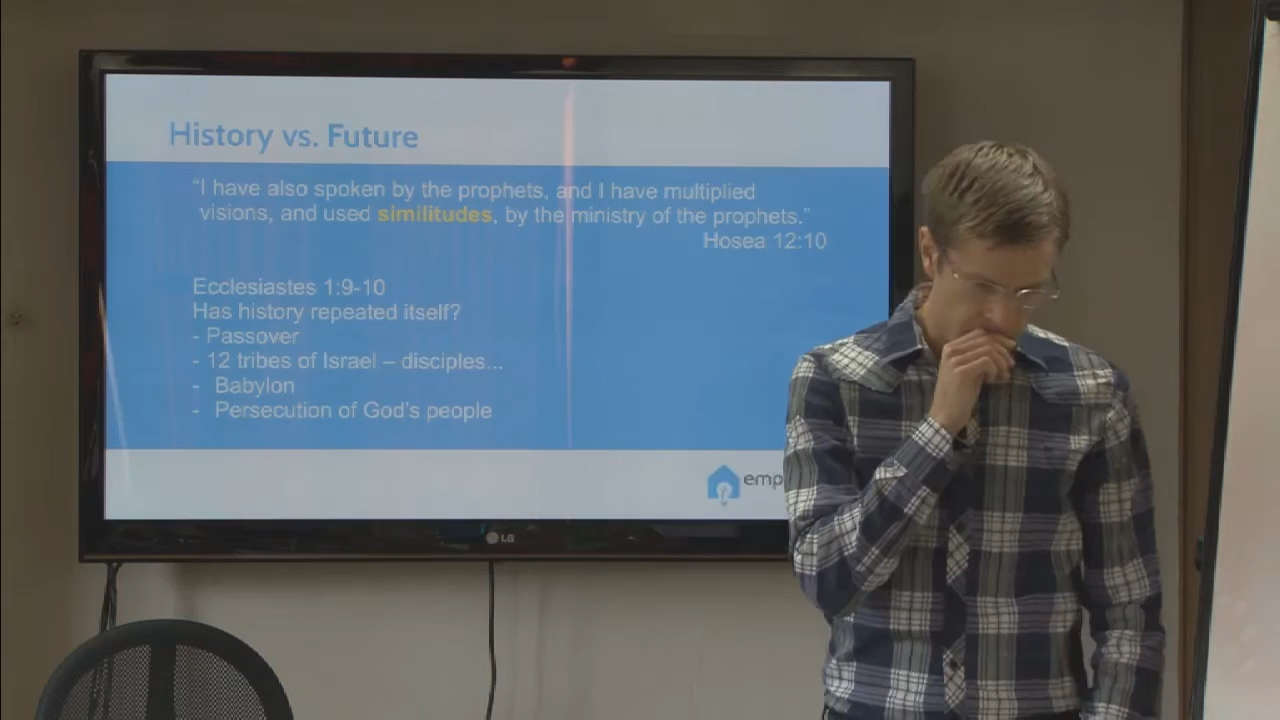 History vs. Future
“I have also spoken by the prophets, and I have multiplied
visions, and used similitudes, by the ministry of the prophets.”
Hosea 12:10
Ecclesiastes 1:9-10
Has history repeated itself?
- Passover
- 12 tribes of Israel – disciples...
- Babylon
- Persecution of God's people
emp
LG